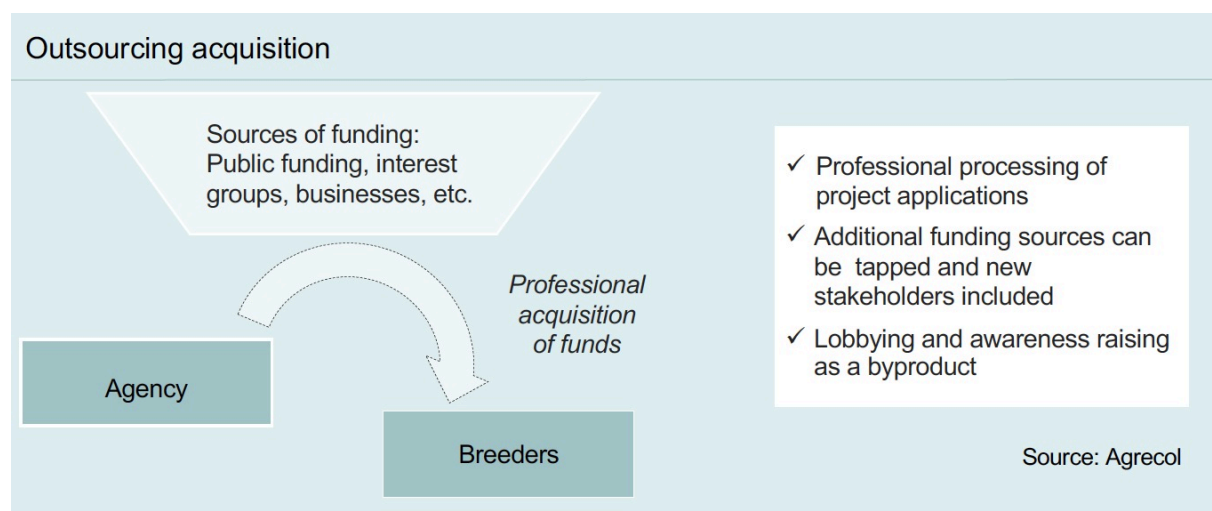 Outsourcing acquisition
Sources of funding:
Public funding, interest
groups, businesses, etc.
Professional
acquisition
of funds
Agency
Breeders
✓ Professional processing of
project applications
✓ Additional funding sources can
be tapped and new
stakeholders included
✓ Lobbying and awareness raising
as a byproduct
Source: Agrecol